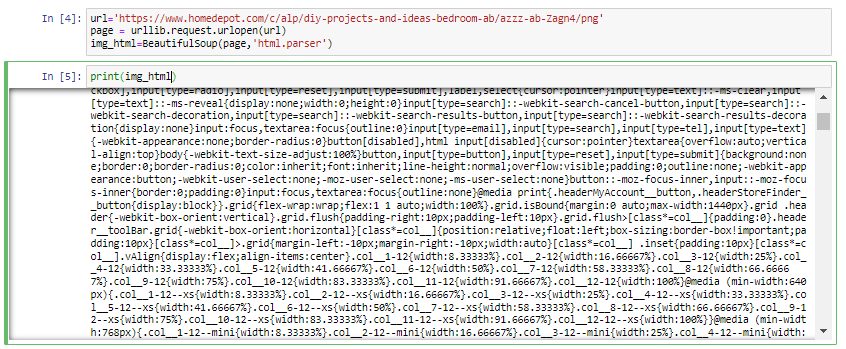 In [4]: url='https://www.homedepot.com/c/alp/diy-projects-and-ideas-bedroom-ab/azzz-ab-Zagn4/png'
page = urllib.request.urlopen(url)
img_html=BeautifulSoup(page,'html.parser')
In [5]: print(img_html)
ckbox],input[type=radio],input[type=reset],input[type=submit],label,select{cursor:pointer}input[type=text]::-ms-clear,input
[type=text]::-ms-reveal{display:none;width:0;height:0}input[type=search]::-webkit-search-cancel-button,input[type=search]::-
webkit-search-decoration,input[type=search]::-webkit-search-results-button,input[type=search]::-webkit-search-results-decora
tion{display:none}input:focus,textarea:focus{outline:0}input[type=email],input[type=search],input[type=tel],input[type=text]
{-webkit-appearance:none;border-radius:0}button[disabled],html input[disabled]{cursor:pointer}textarea{overflow:auto;vertic
al-align:top}body{-webkit-text-size-adjust:100%}button,input[type=button],input[type=reset],input[type=submit]{background:non
e;border:0;border-radius:0;color:inherit;font:inherit;line-height:normal;overflow:visible;padding:0;outline:none;-webkit-app
earance:button;-webkit-user-select:none;-moz-user-select:none;-ms-user-select:none}button::-moz-focus-inner,input::-moz-focu
s-inner{border:0;padding:0}input:focus,textarea:focus{outline:none}@media print{.headerMyAccount__button,.headerStoreFinder_
_button{display:block}}.grid{flex-wrap:wrap;flex:1 1 auto;width:100%}.grid.isBound{margin:0 auto;max-width:1440px}.grid .hea
der{-webkit-box-orient:vertical}.grid.flush{padding-right:10px;padding-left:10px}.grid.flush>[class*=col__]{padding:0}.heade
r__toolBar.grid{-webkit-box-orient:horizontal}[class*=col__]{position:relative;float:left;box-sizing:border-box!important;pa
dding:10px}[class*=col__]>.grid{margin-left:-10px;margin-right:-10px;width:auto}[class*=col__] .inset{padding:10px}[class*=c
ol__].vAlign{display:flex;align-items:center}.col__1-12{width:8.33333%}.col__2-12{width:16.66667%}.col__3-12{width:25%}.col_
_4-12{width:33.33333%}.col__5-12{width:41.66667%}.col__6-12{width:50%}.col__7-12{width:58.33333%}.col__8-12{width:66.6666
7%}.col__9-12{width:75%}.col__10-12{width:83.33333%}.col__11-12{width:91.66667%}.col__12-12{width:100%}@media (min-width:640
px){.col__1-12--xs{width:8.33333%}.col__2-12--xs{width:16.66667%}.col__3-12--xs{width:25%}.col__4-12--xs{width:33.33333%}.co
l__5-12--xs{width:41.66667%}.col__6-12--xs{width:50%}.col__7-12--xs{width:58.33333%}.col__8-12--xs{width:66.66667%}.col__9-1
2--xs{width:75%}.col__10-12--xs{width:83.33333%}.col__11-12--xs{width:91.66667%}.col__12-12--xs{width:100%}}@media (min-widt
h:768px){.col__1-12--mini{width:8.33333%}.col__2-12--mini{width:16.66667%}.col__3-12--mini{width:25%}.col__4-12--mini{width: